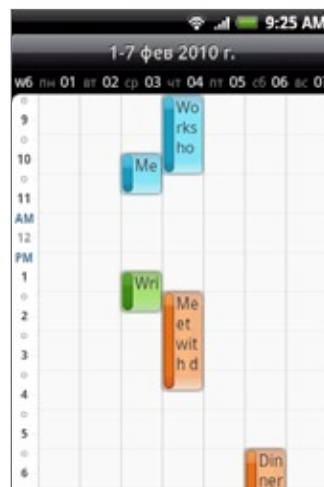 9:25 AM
1-7 фев 2010 г.
w6 пн 01 вт 02 ср 03 чт 04 пт 05 сб 06 вс 07
9
10
11
AM
12
PM
1
2
3
4
5
6
Wo
rks
ho
Me
Wri
Me
et
wit
h d
Din
ner